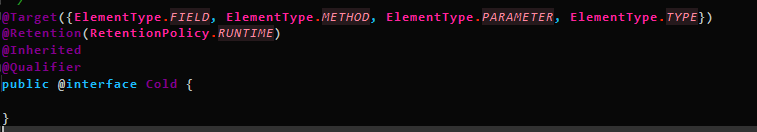 */
@Target({ElementType.FIELD, ElementType.METHOD, ElementType.PARAMETER, ElementType.TYPE})
@Retention(RetentionPolicy.RUNTIME)
@Inherited
@Qualifier
public @interface Cold {
}